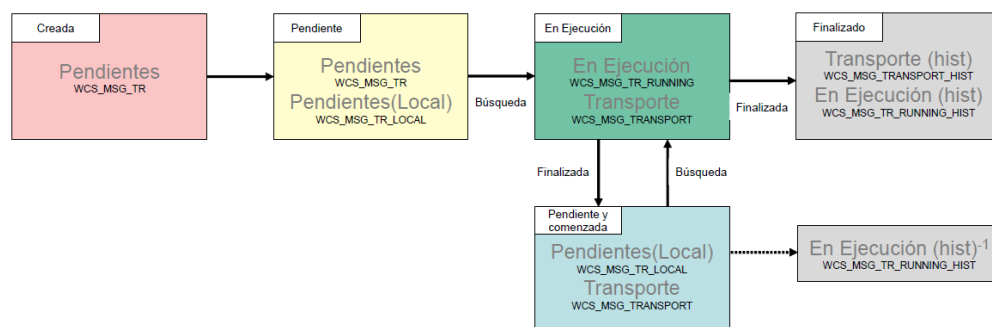 Creada
Pendientes
WCS_MSG_TR
Pendiente
Pendientes
WCS_MSG_TR
Pendientes(Local)
WCS_MSG_TR_LOCAL
Búsqueda
En Ejecución
En Ejecución
WCS_MSG_TR_RUNNING
Transporte
WCS_MSG_TRANSPORT
Finalizada
Finalizado
Transporte (hist)
WCS_MSG_TRANSPORT_HIST
En Ejecución (hist)
WCS_MSG_TR_RUNNING_HIST
Finalizada
Búsqueda
Pendiente y
comenzada
Pendientes(Local)
WCS_MSG_TR_LOCAL
Transporte
WCS_MSG_TRANSPORT
En Ejecución (hist)-1
WCS_MSG_TR_RUNNING_HIST